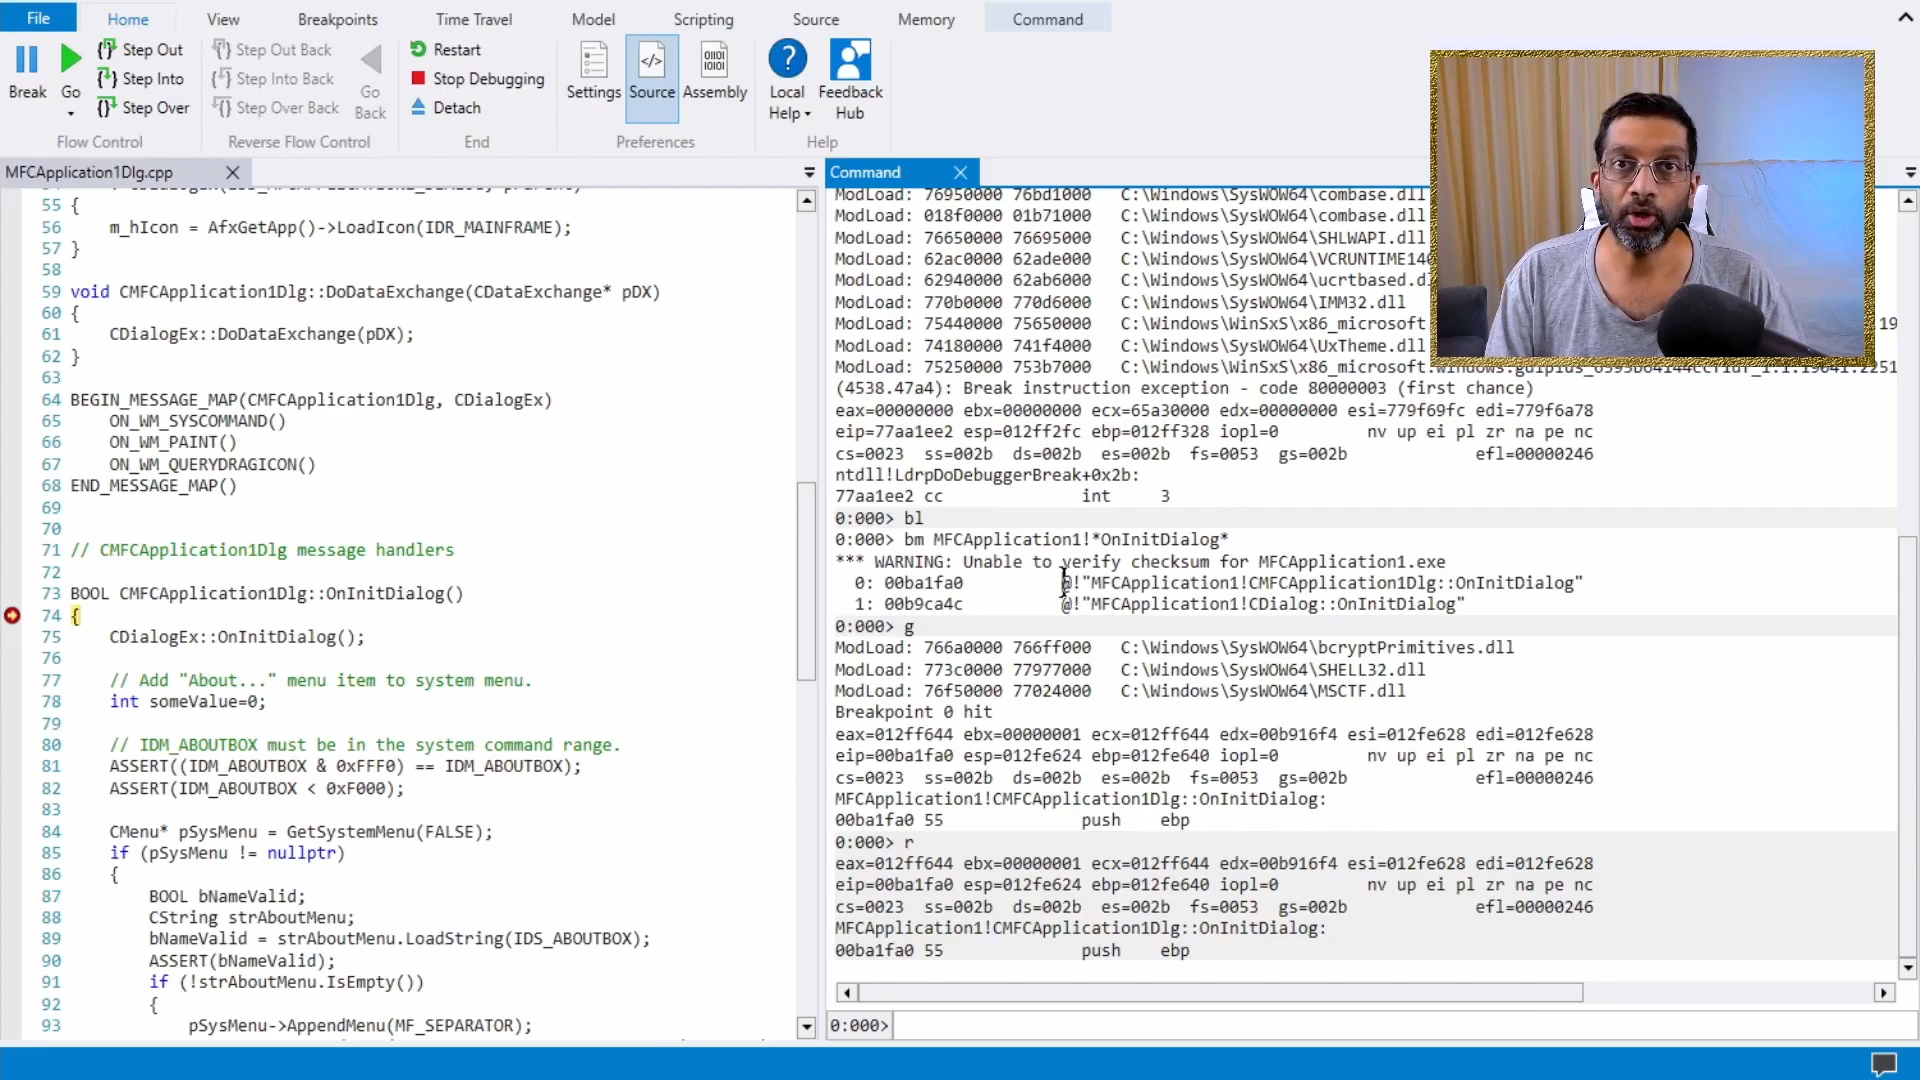 File Home View Breakpoints Time Travel Model Scripting Source Memory Command
Break
Go
Step Out
Step Into
Step Over
Flow Control
Step Out Back
Step Into Back
Step Over Back
Go Back
Reverse Flow Control
Restart
Stop Debugging
Detach
End
Settings
Source
Assembly
Preferences
Local Help
Feedback Hub
Help
MFCApplication1Dlg.cpp
55 {
56 m_hIcon = AfxGetApp()->LoadIcon(IDR_MAINFRAME);
57 }
58
59 void CMFCApplication1Dlg::DoDataExchange(CDataExchange* pDX)
60 {
61 CDialogEx::DoDataExchange(pDX);
62 }
63
64 BEGIN_MESSAGE_MAP(CMFCApplication1Dlg, CDialogEx)
65 ON_WM_SYSCOMMAND()
66 ON_WM_PAINT()
67 ON_WM_QUERYDRAGICON()
68 END_MESSAGE_MAP()
69
70
71 // CMFCApplication1Dlg message handlers
72
73 BOOL CMFCApplication1Dlg::OnInitDialog()
74 {
75 CDialogEx::OnInitDialog();
76
77 // Add "About..." menu item to system menu.
78 int someValue=0;
79
80 // IDM_ABOUTBOX must be in the system command range.
81 ASSERT((IDM_ABOUTBOX & 0xFFF0) == IDM_ABOUTBOX);
82 ASSERT(IDM_ABOUTBOX < 0xF000);
83
84 CMenu* pSysMenu = GetSystemMenu(FALSE);
85 if (pSysMenu != nullptr)
86 {
87 BOOL bNameValid;
88 CString strAboutMenu;
89 bNameValid = strAboutMenu.LoadString(IDS_ABOUTBOX);
90 ASSERT(bNameValid);
91 if (!strAboutMenu.IsEmpty())
92 {
93 pSysMenu->AppendMenu(MF_SEPARATOR);
Command
ModLoad: 76950000 76bd1000 C:\Windows\SysWOW64\combase.dll
ModLoad: 018f0000 01b71000 C:\Windows\SysWOW64\combase.dll
ModLoad: 76650000 76695000 C:\Windows\SysWOW64\SHLWAPI.dll
ModLoad: 62ac0000 62ade000 C:\Windows\SysWOW64\VCRUNTIME140
ModLoad: 62940000 62ab6000 C:\Windows\SysWOW64\ucrtbased.d
ModLoad: 770b0000 770d6000 C:\Windows\SysWOW64\IMM32.dll
ModLoad: 75440000 75650000 C:\Windows\WinSxS\x86_microsoft. 19
ModLoad: 74180000 741f4000 C:\Windows\SysWOW64\UxTheme.dll
ModLoad: 75250000 753b7000 C:\Windows\WinSxS\x86_microsoft.windows.gdiplus_6595b64144ccf1df_1.1.19041.2251
(4538.47a4): Break instruction exception - code 80000003 (first chance)
eax=00000000 ebx=00000000 ecx=65a30000 edx=00000000 esi=779f69fc edi=779f6a78
eip=77aa1ee2 esp=012ff2fc ebp=012ff328 iopl=0 nv up ei pl zr na pe nc
cs=0023 ss=002b ds=002b es=002b fs=0053 gs=002b efl=00000246
ntdll!LdrpDoDebuggerBreak+0x2b:
77aa1ee2 cc int 3
0:000> bl
0:000> bm MFCApplication1!*OnInitDialog*
*** WARNING: Unable to verify checksum for MFCApplication1.exe
0: 00ba1fa0 @!"MFCApplication1!CMFCApplication1Dlg::OnInitDialog"
1: 00b9ca4c @!"MFCApplication1!CDialog::OnInitDialog"
0:000> g
ModLoad: 766a0000 766ff000 C:\Windows\SysWOW64\bcryptPrimitives.dll
ModLoad: 773c0000 77977000 C:\Windows\SysWOW64\SHELL32.dll
ModLoad: 76f50000 77024000 C:\Windows\SysWOW64\MSCTF.dll
Breakpoint 0 hit
eax=012ff644 ebx=00000001 ecx=012ff644 edx=00b916f4 esi=012fe628 edi=012fe628
eip=00ba1fa0 esp=012fe624 ebp=012fe640 iopl=0 nv up ei pl zr na pe nc
cs=0023 ss=002b ds=002b es=002b fs=0053 gs=002b efl=00000246
MFCApplication1!CMFCApplication1Dlg::OnInitDialog:
00ba1fa0 55 push ebp
0:000> r
eax=012ff644 ebx=00000001 ecx=012ff644 edx=00b916f4 esi=012fe628 edi=012fe628
eip=00ba1fa0 esp=012fe624 ebp=012fe640 iopl=0 nv up ei pl zr na pe nc
cs=0023 ss=002b ds=002b es=002b fs=0053 gs=002b efl=00000246
MFCApplication1!CMFCApplication1Dlg::OnInitDialog:
00ba1fa0 55 push ebp
0:000>